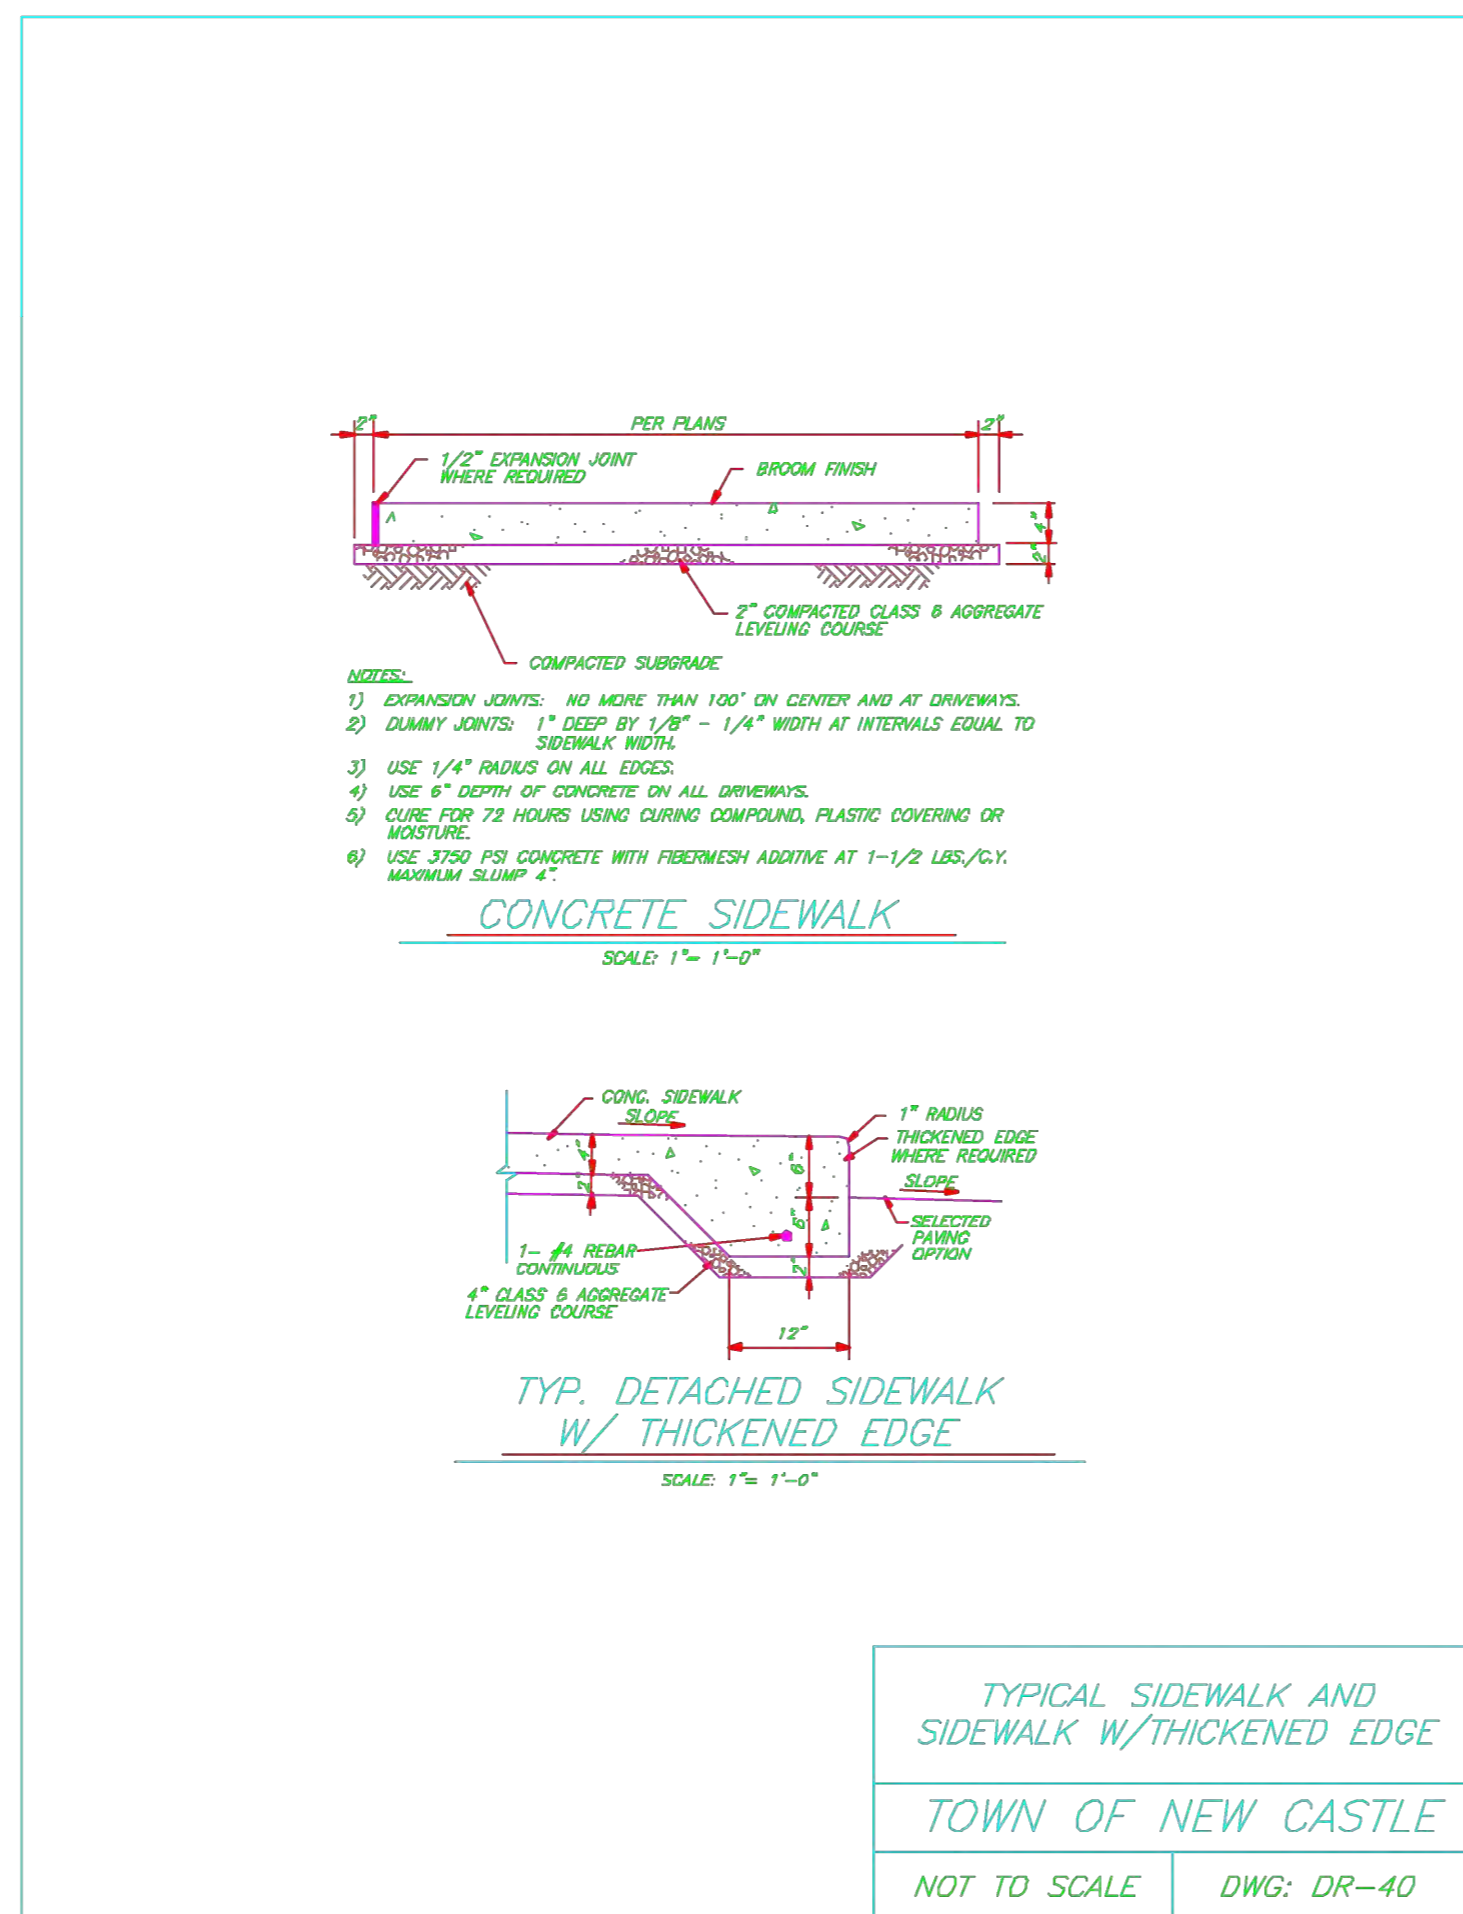 2"
PER PLANS
2"
1/2" EXPANSION JOINT
WHERE REQUIRED
BROOM FINISH
4"
2"
2" COMPACTED CLASS 6 AGGREGATE
LEVELING COURSE
COMPACTED SUBGRADE
NOTES:
1) EXPANSION JOINTS: NO MORE THAN 100' ON CENTER AND AT DRIVEWAYS.
2) DUMMY JOINTS: 1" DEEP BY 1/8" - 1/4" WIDTH AT INTERVALS EQUAL TO
SIDEWALK WIDTH.
3) USE 1/4" RADIUS ON ALL EDGES.
4) USE 6" DEPTH OF CONCRETE ON ALL DRIVEWAYS.
5) CURE FOR 72 HOURS USING CURING COMPOUND, PLASTIC COVERING OR
MOISTURE.
6) USE 3750 PSI CONCRETE WITH FIBERMESH ADDITIVE AT 1-1/2 LBS./C.Y.
MAXIMUM SLUMP 4".
CONCRETE SIDEWALK
SCALE: 1"= 1'-0"
CONC. SIDEWALK
SLOPE
1" RADIUS
THICKENED EDGE
WHERE REQUIRED
4"
2"
6"
SLOPE
6"
SELECTED
PAVING
OPTION
1- #4 REBAR
CONTINUOUS
2"
4" CLASS 6 AGGREGATE
LEVELING COURSE
12"
TYP. DETACHED SIDEWALK
W/ THICKENED EDGE
SCALE: 1"= 1'-0"
TYPICAL SIDEWALK AND
SIDEWALK W/THICKENED EDGE
TOWN OF NEW CASTLE
NOT TO SCALE
DWG: DR-40